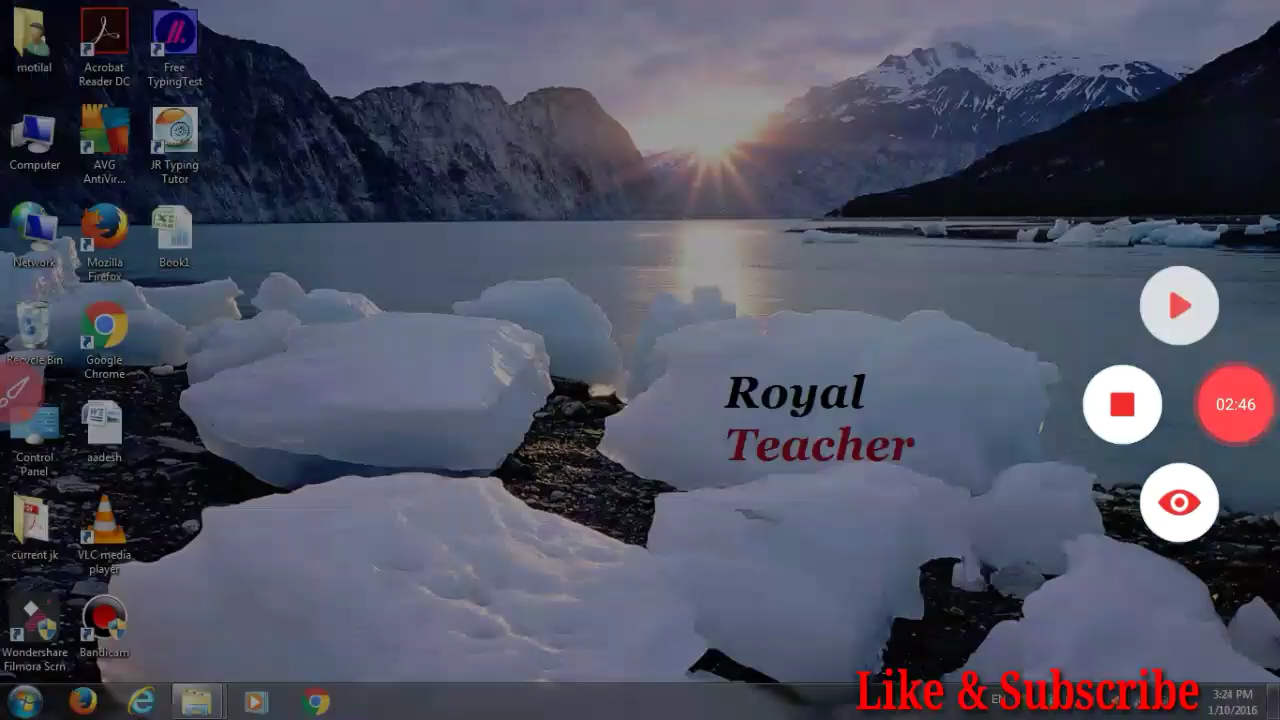 motilal
Acrobat
Reader DC
Free
TypingTest
Computer
AVG
AntiVir...
JR Typing
Tutor
Network
Mozilla
Firefox
Book1
Recycle Bin
Google
Chrome
Control
Panel
aadesh
current jk
VLC media
player
Wondershare
Filmora Scrn
Bandicam
Royal
Teacher
02:46
Like & Subscribe
EN
3:24 PM
1/10/2016